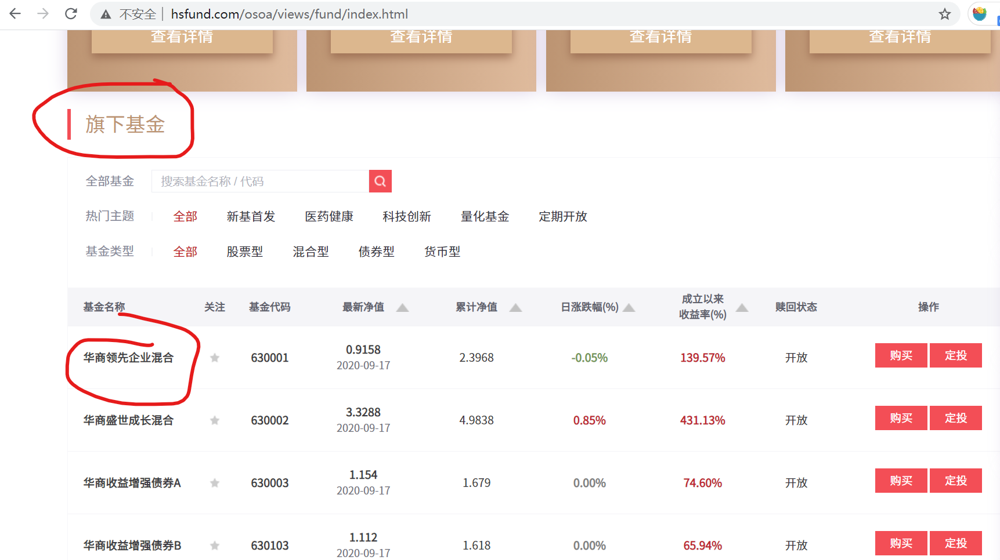 不安全 hsfund.com/osoa/views/fund/index.html
查看详情 查看详情 查看详情 查看详情
旗下基金
全部基金 搜索基金名称 / 代码
热门主题 全部 新基首发 医药健康 科技创新 量化基金 定期开放
基金类型 全部 股票型 混合型 债券型 货币型
基金名称 关注 基金代码 最新净值 累计净值 日涨跌幅(%) 成立以来 收益率(%) 赎回状态 操作
华商领先企业混合 630001 0.9158 2020-09-17 2.3968 -0.05% 139.57% 开放 购买 定投
华商盛世成长混合 630002 3.3288 2020-09-17 4.9838 0.85% 431.13% 开放 购买 定投
华商收益增强债券A 630003 1.154 2020-09-17 1.679 0.00% 74.60% 开放 购买 定投
华商收益增强债券B 630103 1.112 2020-09-17 1.618 0.00% 65.94% 开放 购买 定投